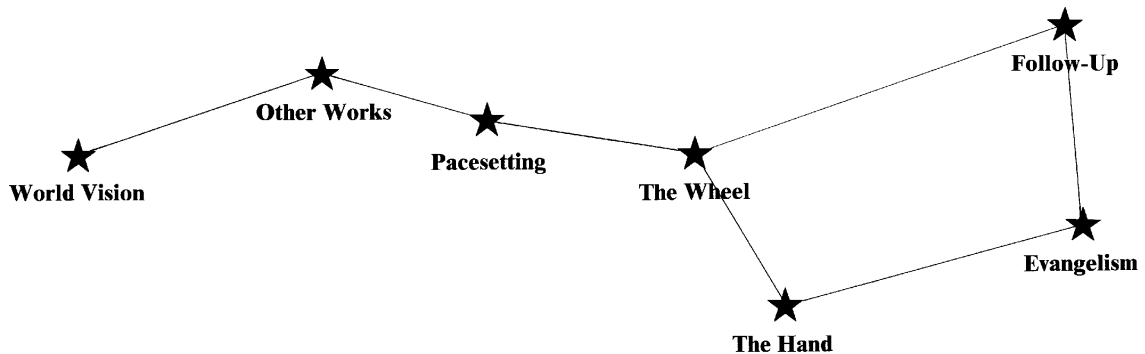 Follow-Up
Other Works
Pacesetting
World Vision
The Wheel
Evangelism
The Hand